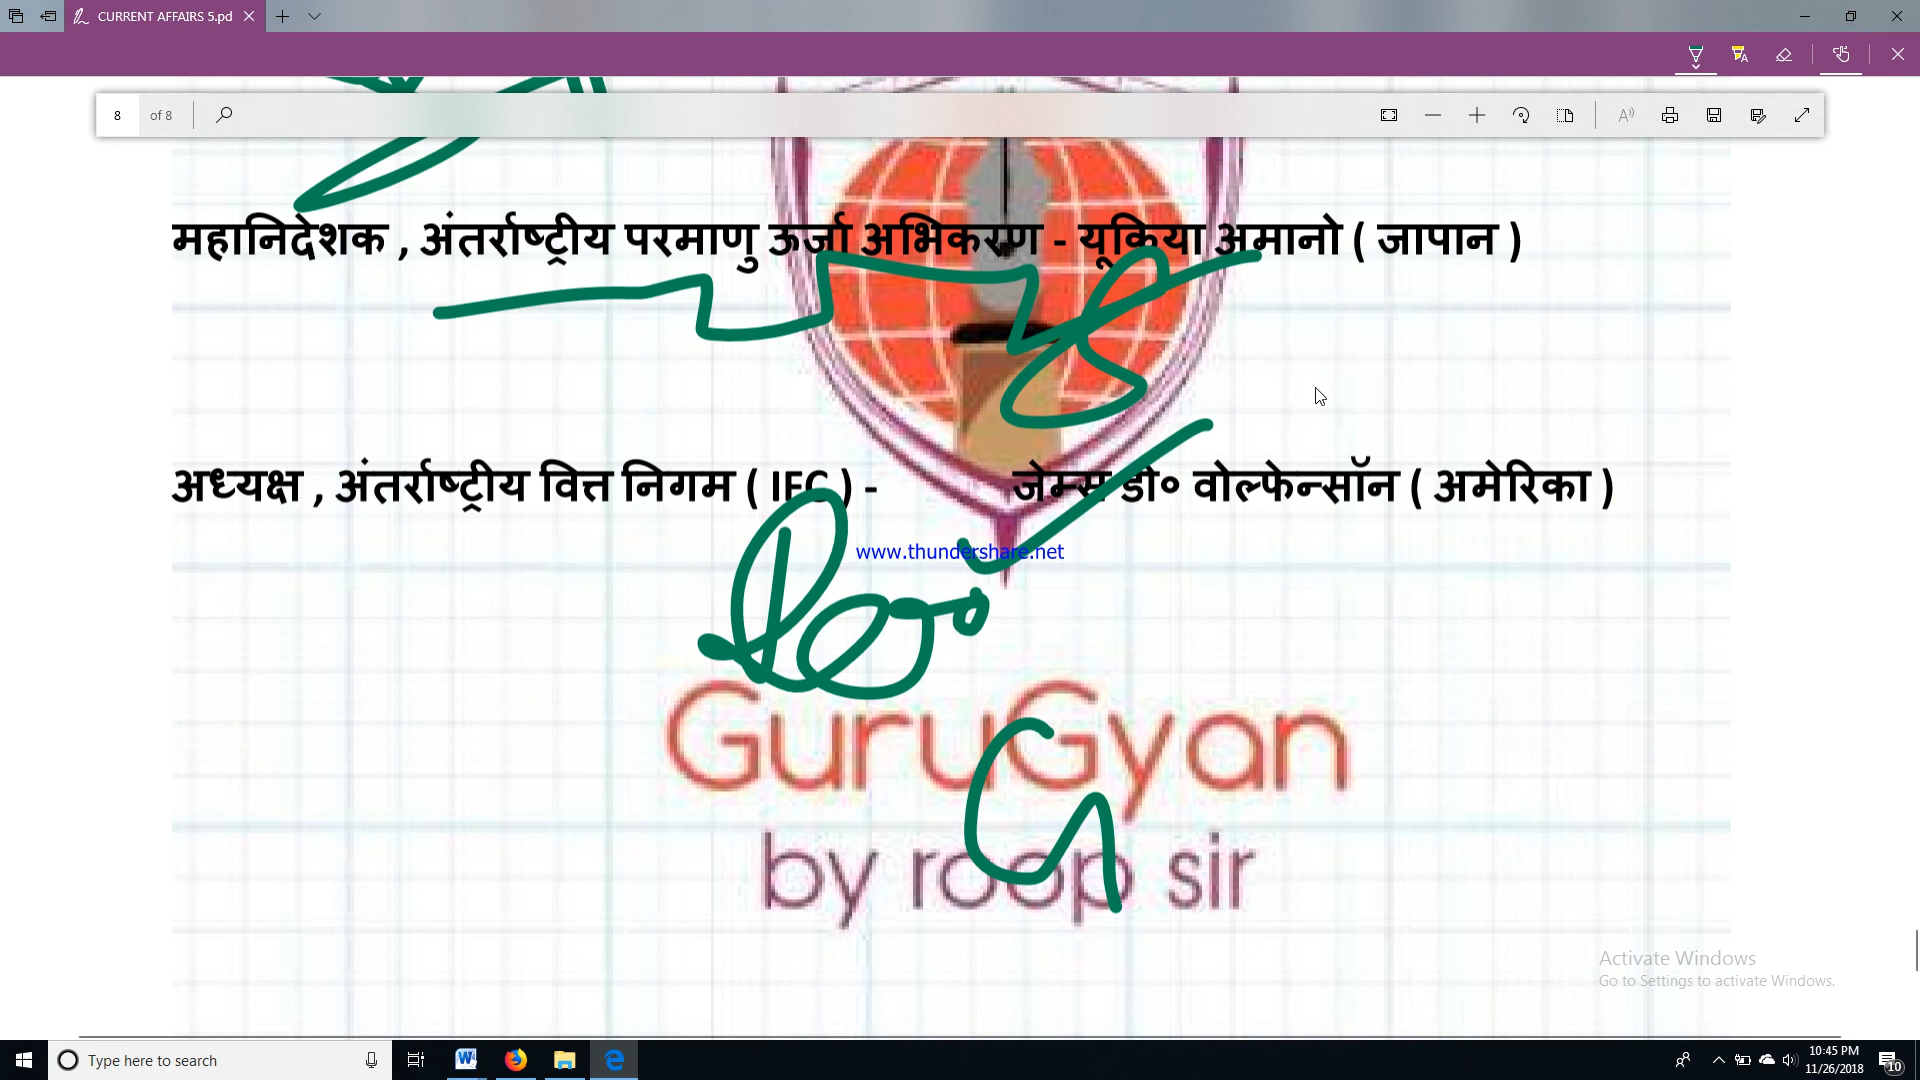 CURRENT AFFAIRS 5.pd
8 of 8
महानिदेशक , अंतर्राष्ट्रीय परमाणु ऊर्जा अभिकरण - यूकिया अमानो ( जापान )
अध्यक्ष , अंतर्राष्ट्रीय वित्त निगम ( IFC ) - जेम्स डी० वोल्फेन्सॉन ( अमेरिका )
www.thundershare.net
GuruGyan
by roop sir
Activate Windows
Go to Settings to activate Windows.
Type here to search
10:45 PM
11/26/2018
10